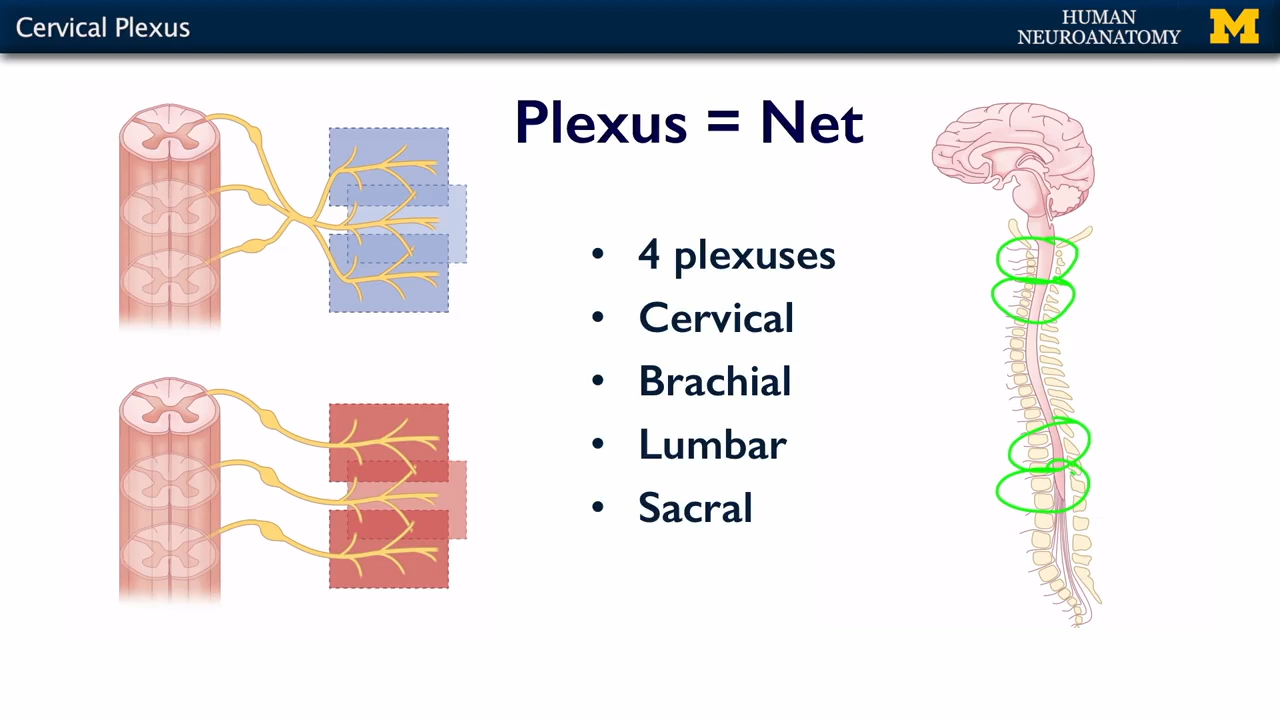 Cervical Plexus
HUMAN
NEUROANATOMY
M
Plexus = Net
• 4 plexuses
• Cervical
• Brachial
• Lumbar
• Sacral